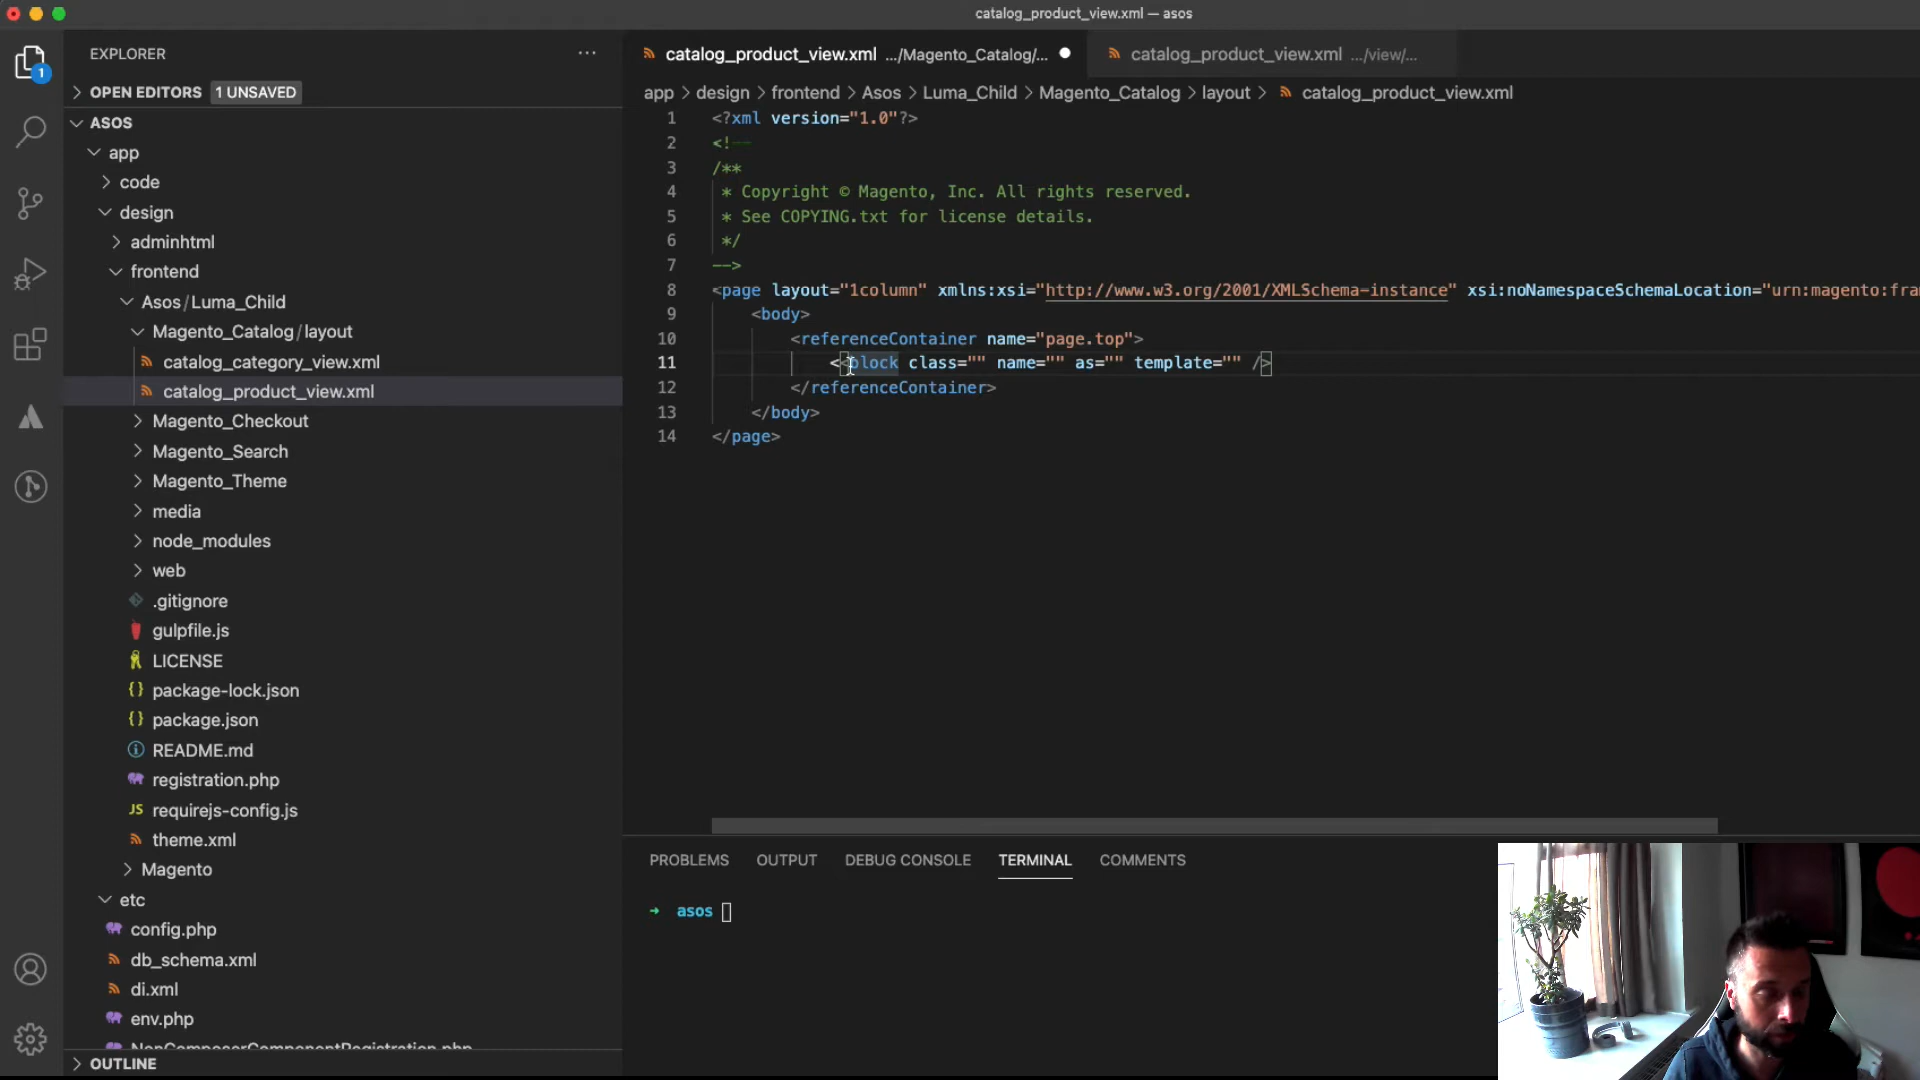 catalog_product_view.xml — asos
EXPLORER
···
OPEN EDITORS 1 UNSAVED
ASOS
app
code
design
adminhtml
frontend
Asos / Luma_Child
Magento_Catalog / layout
catalog_category_view.xml
catalog_product_view.xml
Magento_Checkout
Magento_Search
Magento_Theme
media
node_modules
web
.gitignore
gulpfile.js
LICENSE
package-lock.json
package.json
README.md
registration.php
requirejs-config.js
theme.xml
Magento
etc
config.php
db_schema.xml
di.xml
env.php
NonComposerComponentRegistration.php
OUTLINE
1
catalog_product_view.xml .../Magento_Catalog/...
catalog_product_view.xml .../view/...
app > design > frontend > Asos > Luma_Child > Magento_Catalog > layout > catalog_product_view.xml
1 <?xml version="1.0"?>
2 <!--
3 /**
4 * Copyright © Magento, Inc. All rights reserved.
5 * See COPYING.txt for license details.
6 */
7 -->
8 <page layout="1column" xmlns:xsi="http://www.w3.org/2001/XMLSchema-instance" xsi:noNamespaceSchemaLocation="urn:magento:fra
9 <body>
10 <referenceContainer name="page.top">
11 <<block class="" name="" as="" template="" />
12 </referenceContainer>
13 </body>
14 </page>
PROBLEMS OUTPUT DEBUG CONSOLE TERMINAL COMMENTS
→ asos